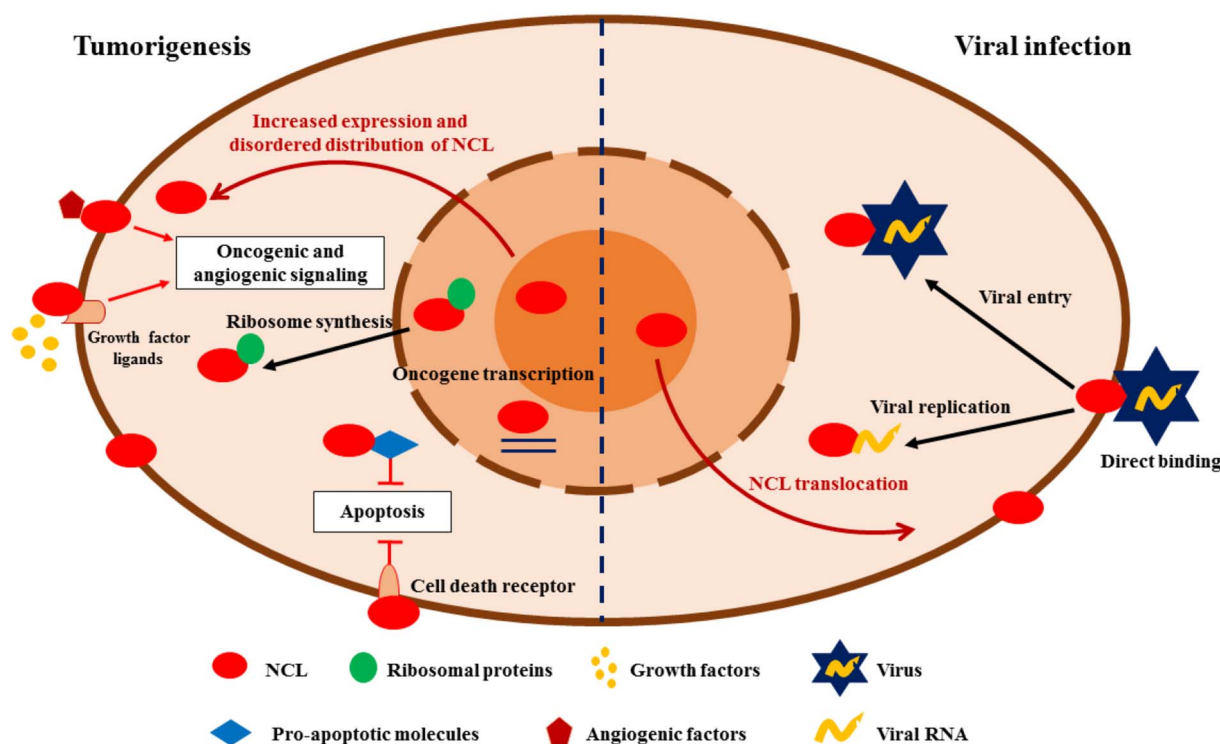 Tumorigenesis
Viral infection
Increased expression and
disordered distribution of NCL
Oncogenic and
angiogenic signaling
Growth factor
ligands
Ribosome synthesis
Oncogene transcription
Apoptosis
Cell death receptor
Viral entry
Viral replication
Direct binding
NCL translocation
NCL
Ribosomal proteins
Growth factors
Virus
Pro-apoptotic molecules
Angiogenic factors
Viral RNA